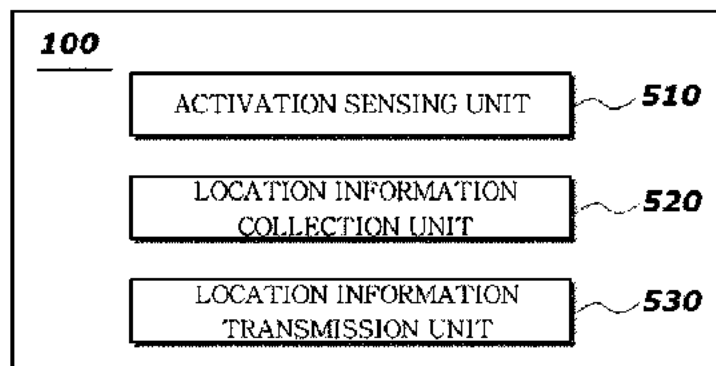 100
ACTIVATION SENSING UNIT
510
LOCATION INFORMATION
COLLECTION UNIT
520
LOCATION INFORMATION
TRANSMISSION UNIT
530